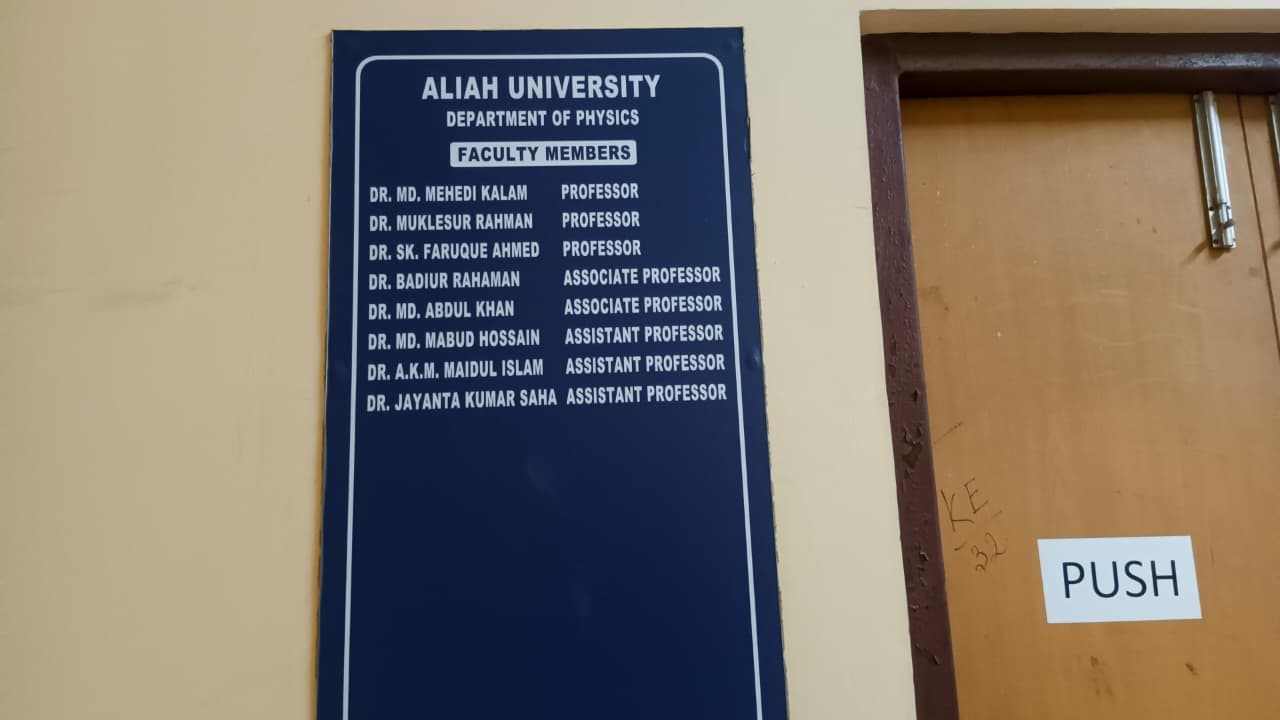 ALIAH UNIVERSITY
DEPARTMENT OF PHYSICS
FACULTY MEMBERS
DR. MD. MEHEDI KALAM PROFESSOR
DR. MUKLESUR RAHMAN PROFESSOR
DR. SK. FARUQUE AHMED PROFESSOR
DR. BADIUR RAHAMAN ASSOCIATE PROFESSOR
DR. MD. ABDUL KHAN ASSOCIATE PROFESSOR
DR. MD. MABUD HOSSAIN ASSISTANT PROFESSOR
DR. A.K.M. MAIDUL ISLAM ASSISTANT PROFESSOR
DR. JAYANTA KUMAR SAHA ASSISTANT PROFESSOR
KE
32
PUSH